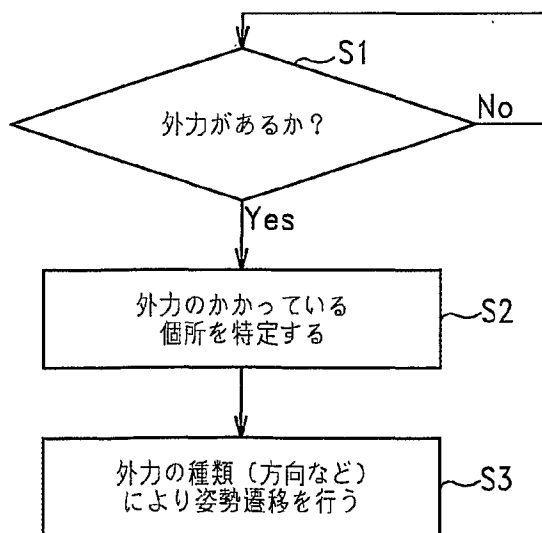 S1
外力があるか?
No
Yes
外力のかかっている
個所を特定する
S2
外力の種類(方向など)
により姿勢遷移を行う
S3